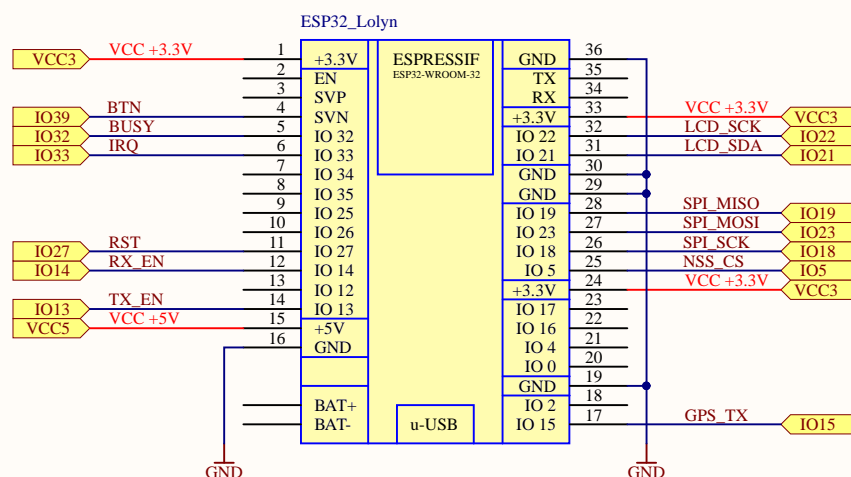 ESP32_Lolyn
VCC3 VCC +3.3V 1 +3.3V ESPRESSIF GND 36
2 EN ESP32-WROOM-32 TX 35
3 SVP RX 34
IO39 BTN 4 SVN +3.3V 33 VCC +3.3V VCC3
IO32 BUSY 5 IO 32 IO 22 32 LCD_SCK IO22
IO33 IRQ 6 IO 33 IO 21 31 LCD_SDA IO21
7 IO 34 GND 30
8 IO 35 GND 29
9 IO 25 IO 19 28 SPI_MISO IO19
10 IO 26 IO 23 27 SPI_MOSI IO23
IO27 RST 11 IO 27 IO 18 26 SPI_SCK IO18
IO14 RX_EN 12 IO 14 IO 5 25 NSS_CS IO5
13 IO 12 +3.3V 24 VCC +3.3V VCC3
IO13 TX_EN 14 IO 13 IO 17 23
VCC5 VCC +5V 15 +5V IO 16 22
16 GND IO 4 21
IO 0 20
GND 19
BAT+ IO 2 18
BAT- u-USB IO 15 17 GPS_TX IO15
GND GND